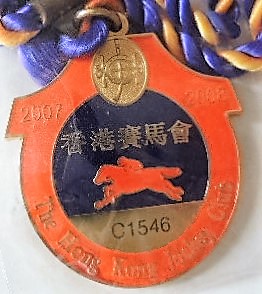 2007 2008
香港賽馬會
C1546
The Hong Kong Jockey Club